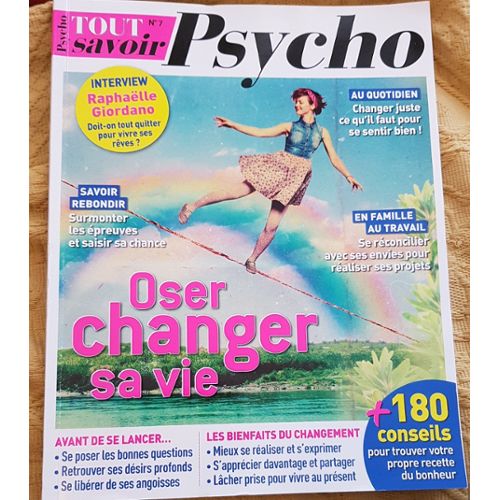 Psycho
TOUT N° 7
savoir
Psycho
INTERVIEW
Raphaëlle
Giordano
Doit-on tout quitter
pour vivre ses
rêves ?
AU QUOTIDIEN
Changer juste
ce qu'il faut pour
se sentir bien !
SAVOIR
REBONDIR
Surmonter
les épreuves
et saisir sa chance
EN FAMILLE
AU TRAVAIL
Se réconcilier
avec ses envies pour
réaliser ses projets
Oser
changer
sa vie
+180
conseils
pour trouver votre
propre recette
du bonheur
AVANT DE SE LANCER...
• Se poser les bonnes questions
• Retrouver ses désirs profonds
• Se libérer de ses angoisses
LES BIENFAITS DU CHANGEMENT
• Mieux se réaliser et s'exprimer
• S'apprécier davantage et partager
• Lâcher prise pour vivre au présent